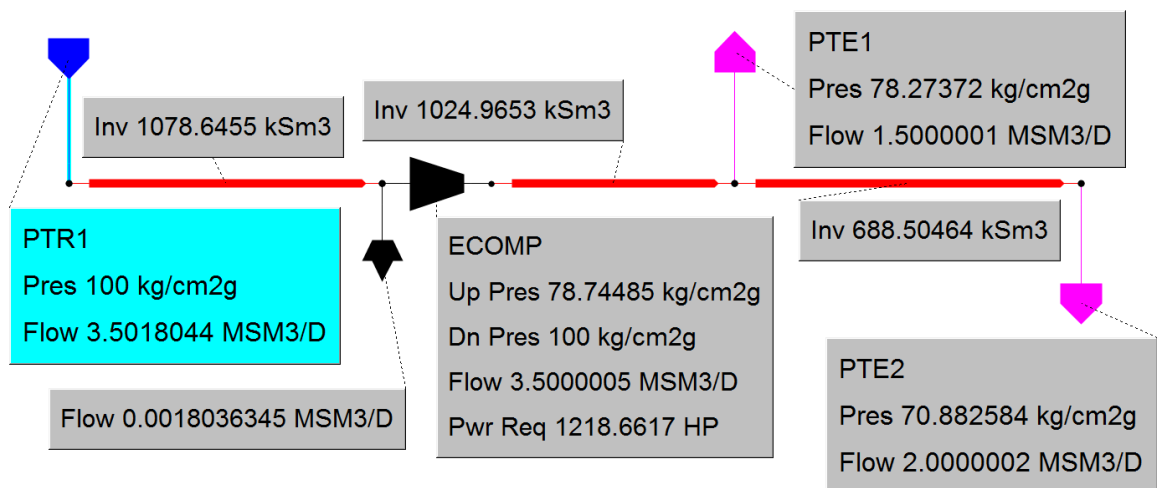 PTE1
Pres 78.27372 kg/cm2g
Flow 1.5000001 MSM3/D
Inv 1078.6455 kSm3
Inv 1024.9653 kSm3
PTR1
Pres 100 kg/cm2g
Flow 3.5018044 MSM3/D
ECOMP
Up Pres 78.74485 kg/cm2g
Dn Pres 100 kg/cm2g
Flow 3.5000005 MSM3/D
Pwr Req 1218.6617 HP
Inv 688.50464 kSm3
Flow 0.0018036345 MSM3/D
PTE2
Pres 70.882584 kg/cm2g
Flow 2.0000002 MSM3/D